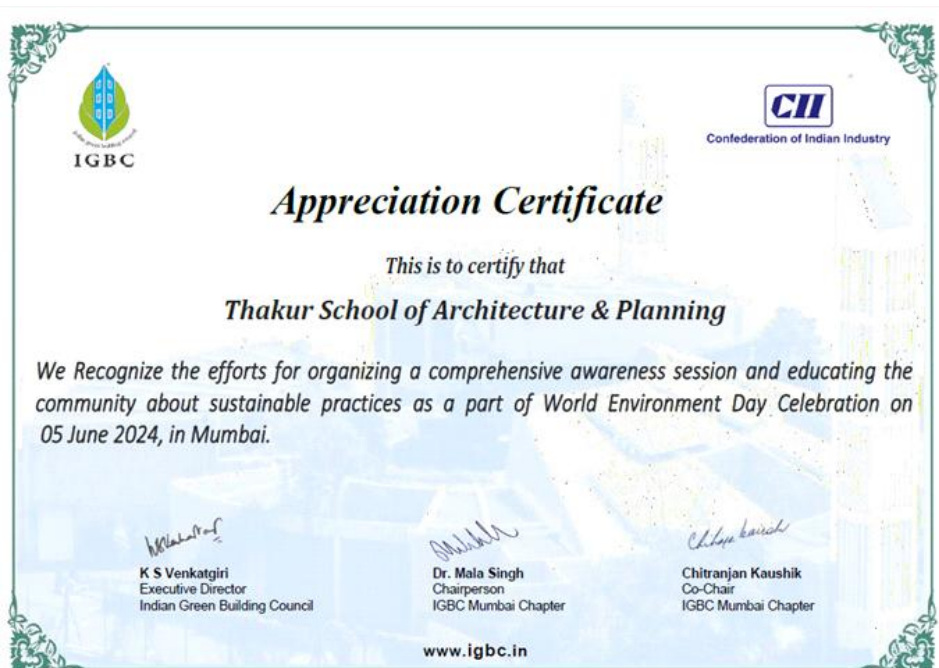 IGBC
CII
Confederation of Indian Industry
Appreciation Certificate
This is to certify that
Thakur School of Architecture & Planning
We Recognize the efforts for organizing a comprehensive awareness session and educating the
community about sustainable practices as a part of World Environment Day Celebration on
05 June 2024, in Mumbai.
K S Venkatgiri
Executive Director
Indian Green Building Council
Dr. Mala Singh
Chairperson
IGBC Mumbai Chapter
Chitranjan Kaushik
Co-Chair
IGBC Mumbai Chapter
www.igbc.in